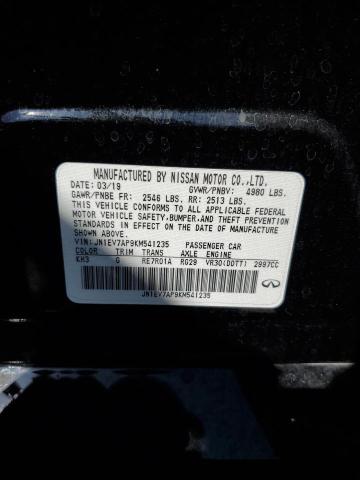 MANUFACTURED BY NISSAN MOTOR CO.,LTD.
DATE: 03/19 GVWR/PNBV: 4980 LBS.
GAWR/PNBE FR: 2546 LBS. RR: 2513 LBS.
THIS VEHICLE CONFORMS TO ALL APPLICABLE FEDERAL
MOTOR VEHICLE SAFETY,BUMPER,AND THEFT PREVENTION
STANDARDS IN EFFECT ON THE DATE OF MANUFACTURE
SHOWN ABOVE.
VIN: JN1EV7AP9KM541235 PASSENGER CAR
COLOR TRIM TRANS AXLE ENGINE
KH3 G RE7R01A RG29 VR30(DDTT) 2997CC
JN1EV7AP9KM541235